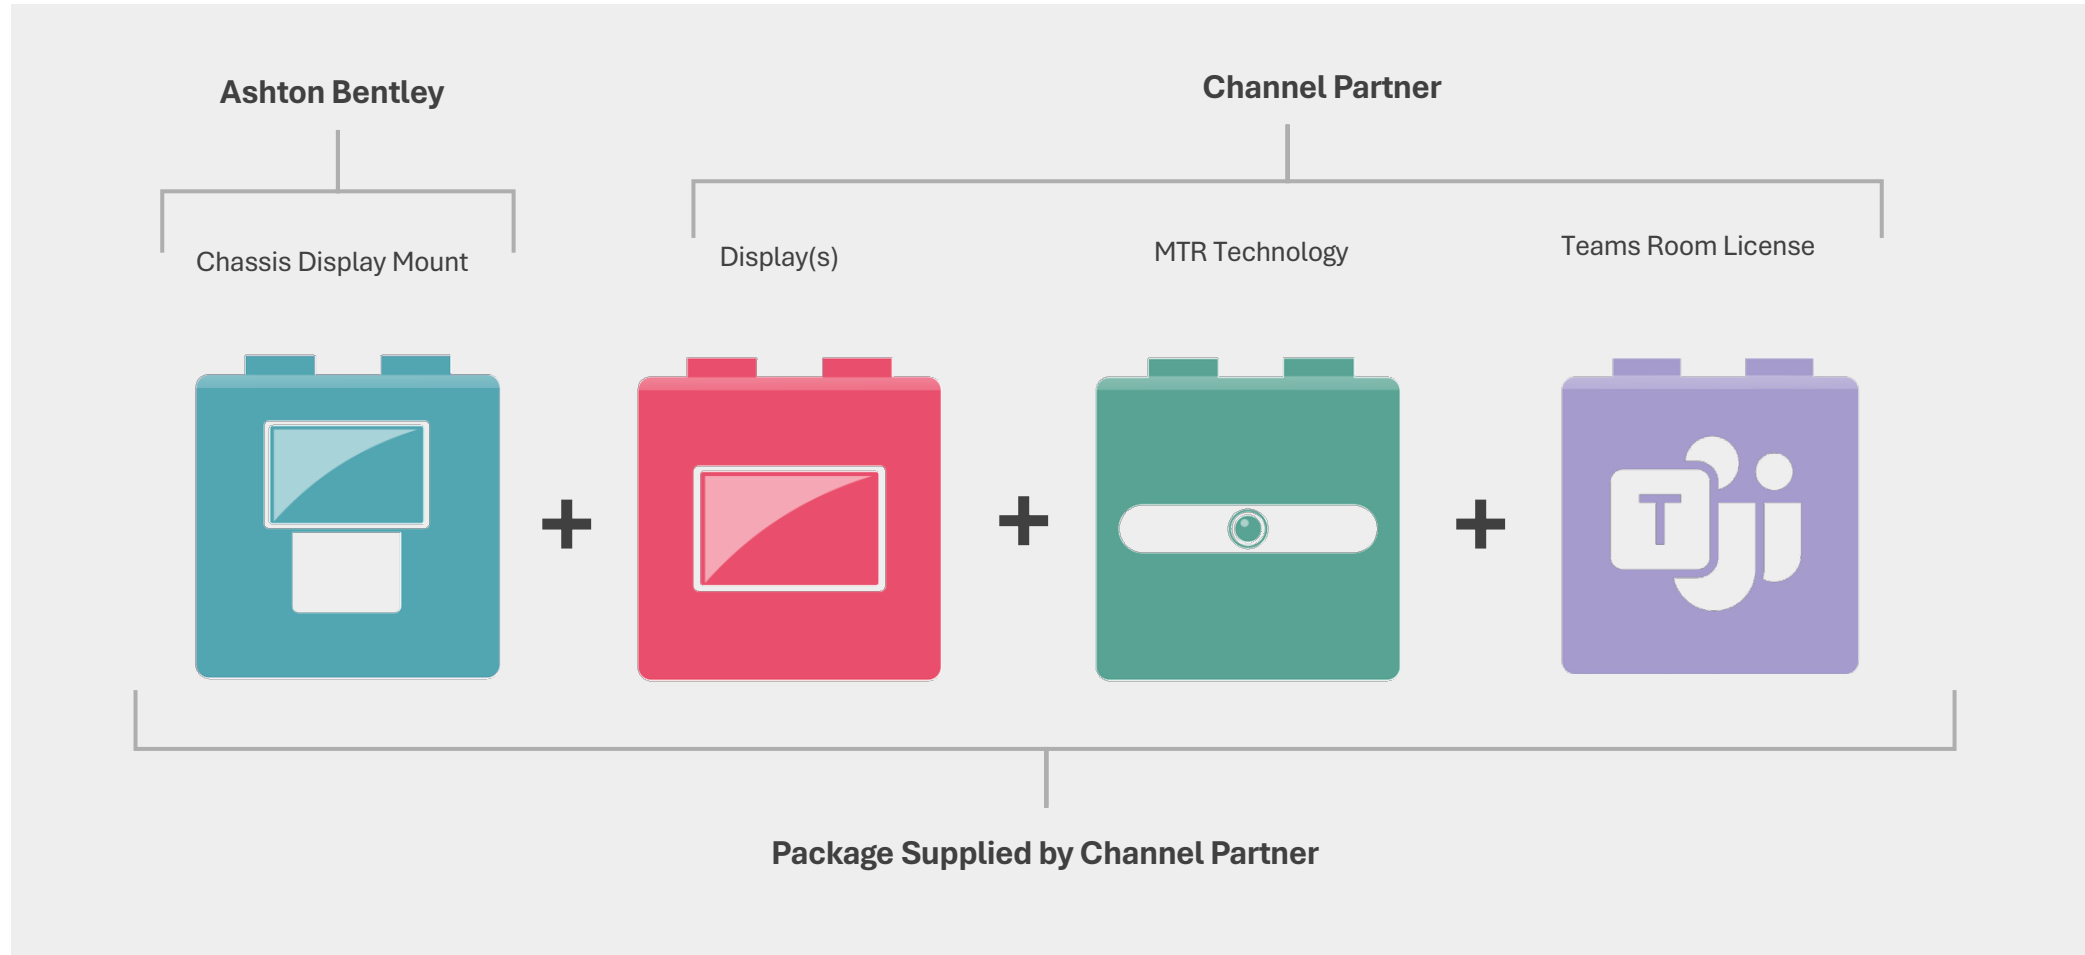 Ashton Bentley
Channel Partner
Chassis Display Mount
Display(s)
MTR Technology
Teams Room License
+
+
+
T
Package Supplied by Channel Partner